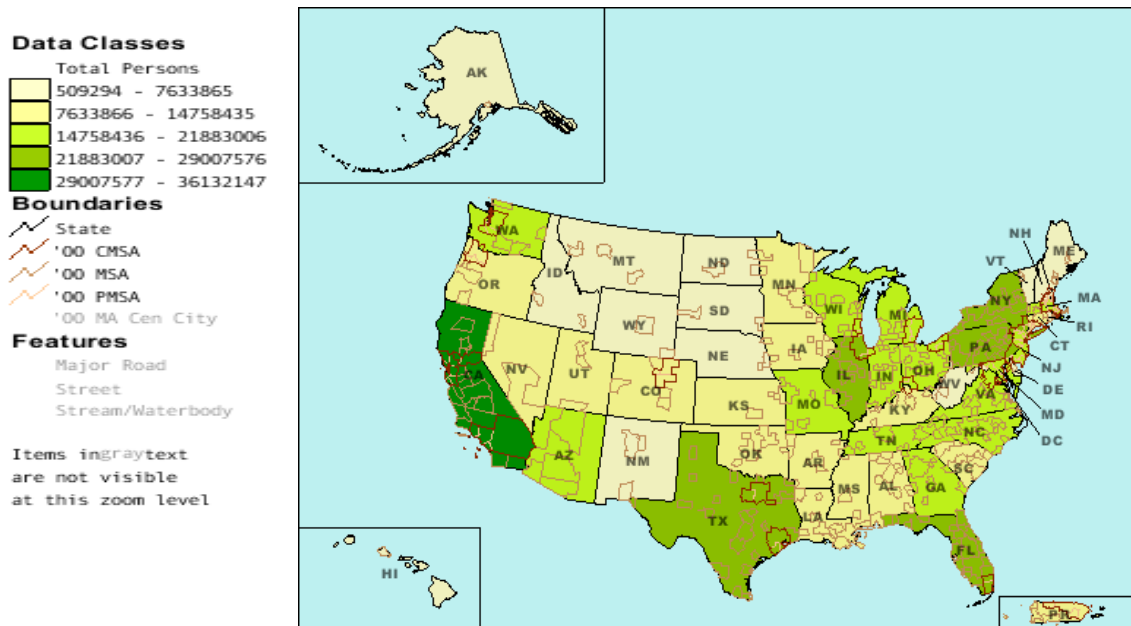 Data Classes
Total Persons
509294 - 7633865
7633866 - 14758435
14758436 - 21883006
21883007 - 29007576
29007577 - 36132147
Boundaries
State
'00 CMSA
'00 MSA
'00 PMSA
'00 MA Cen City
Features
Major Road
Street
Stream/Waterbody
Items in gray text
are not visible
at this zoom level
AK
WA
MT
ND
MN
NH
VT
ME
OR
ID
WY
SD
WI
MI
NY
MA
RI
CT
NV
UT
CO
NE
IA
IL
IN
OH
PA
NJ
CA
KS
MO
KY
WV
VA
DE
MD
DC
AZ
NM
OK
AR
TN
NC
SC
TX
LA
MS
AL
GA
FL
HI
PR